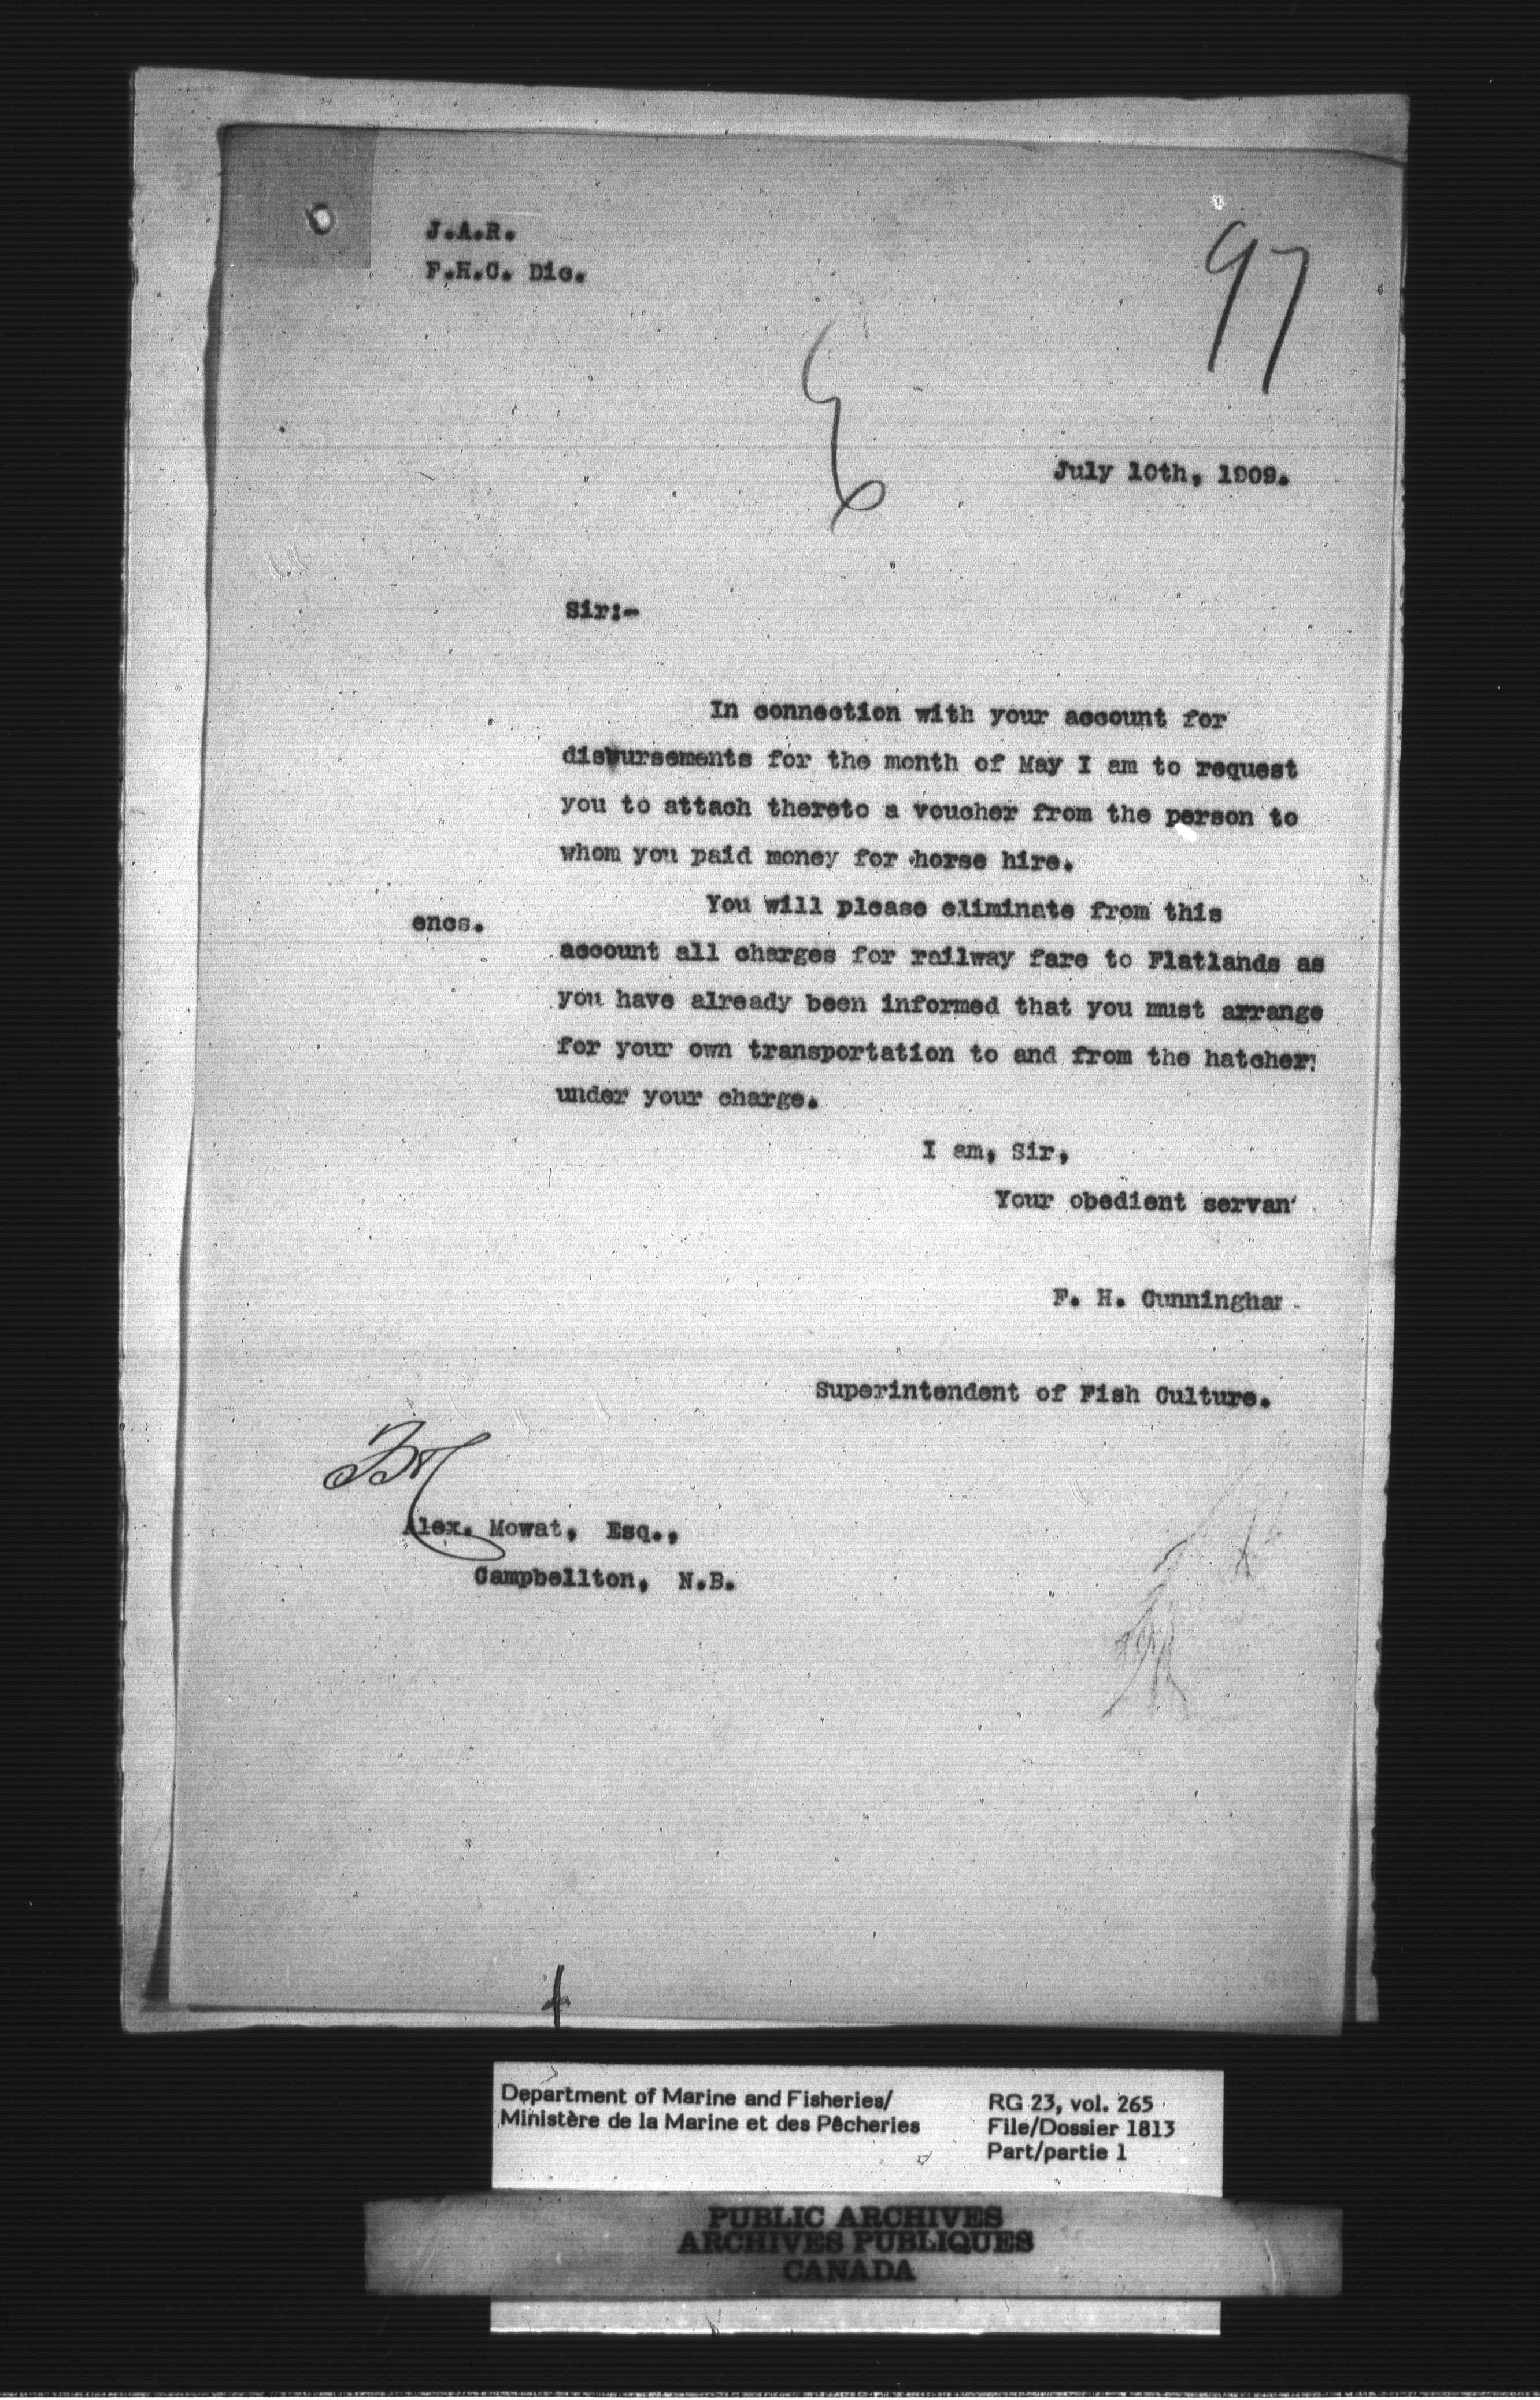 J.A.R.
F.H.C. Dic.
97
July 10th, 1909.
Sir:-
In connection with your account for
disbursements for the month of May I am to request
you to attach thereto a voucher from the person to
whom you paid money for horse hire.
You will please eliminate from this
encs.
account all charges for railway fare to Flatlands as
you have already been informed that you must arrange
for your own transportation to and from the hatcher
under your charge.
I am, Sir,
Your obedient servan
F. H. Cunningha
Superintendent of Fish Culture.
Alex. Mowat, Esq.,
Campbellton, N.B.
Department of Marine and Fisheries/
Ministère de la Marine et des Pêcheries
RG 23, vol. 265
File/Dossier 1813
Part/partie 1
PUBLIC ARCHIVES
ARCHIVES PUBLIQUES
CANADA